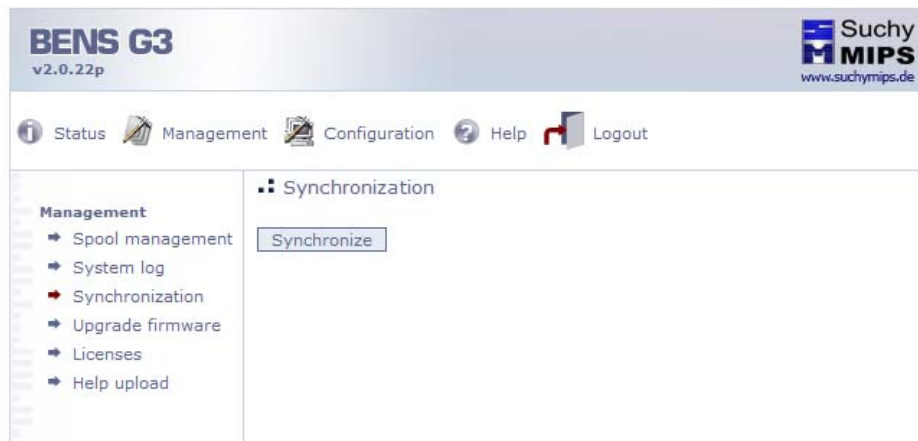 BENS G3
v2.0.22p
Suchy
MIPS
www.suchymips.de
Status Management Configuration Help Logout
Management
Spool management
System log
Synchronization
Upgrade firmware
Licenses
Help upload
Synchronization
Synchronize